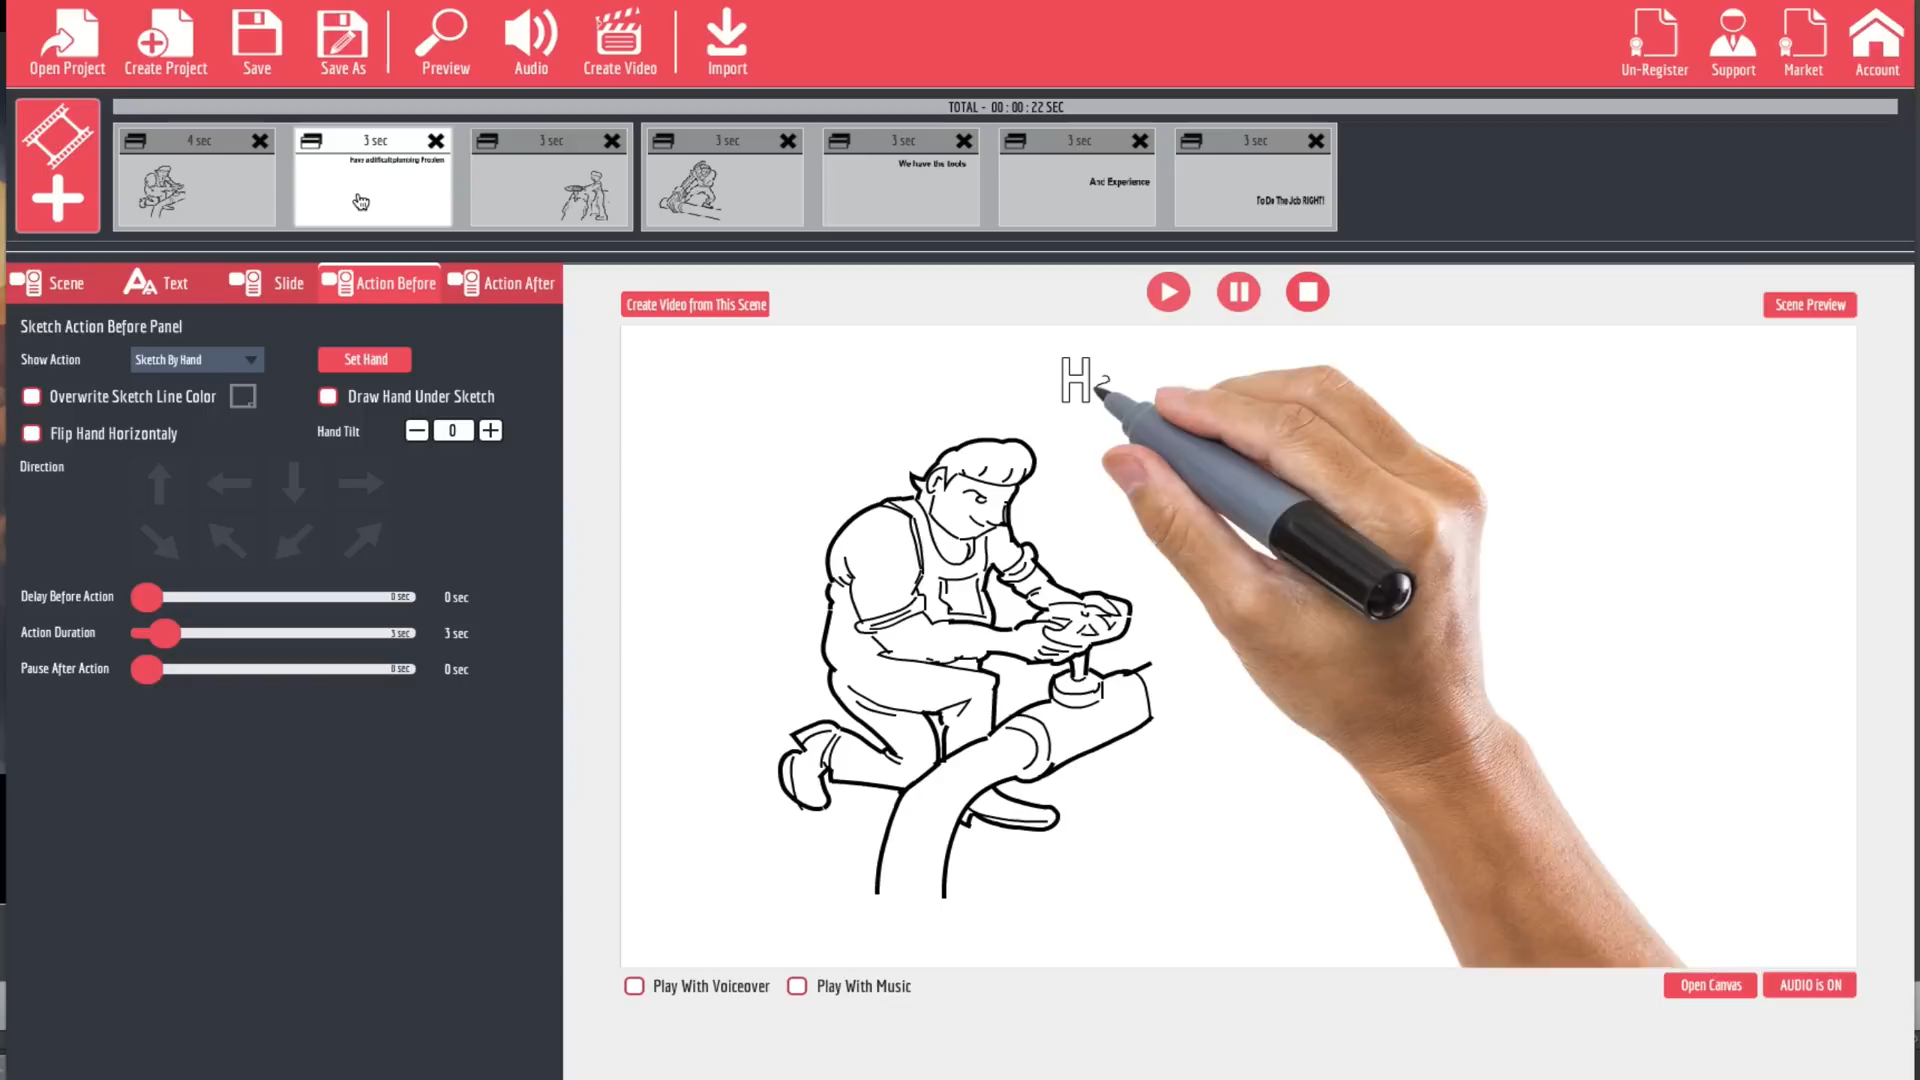 Open Project
Create Project
Save
Save As
Preview
Audio
Create Video
Import
Un-Register
Support
Market
Account
TOTAL - 00 : 00 : 22 SEC
4 sec
3 sec
3 sec
3 sec
3 sec
3 sec
3 sec
Have a difficult plumbing Problem
We have the tools
And Experience
To Do The Job RIGHT!
Scene
Text
Slide
Action Before
Action After
Sketch Action Before Panel
Show Action
Sketch By Hand
Set Hand
Overwrite Sketch Line Color
Draw Hand Under Sketch
Flip Hand Horizontaly
Hand Tilt
0
Direction
Delay Before Action
0 sec
0 sec
Action Duration
3 sec
3 sec
Pause After Action
0 sec
0 sec
Create Video from This Scene
Scene Preview
H
Play With Voiceover
Play With Music
Open Canvas
AUDIO is ON